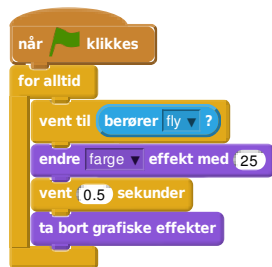 når klikkes
for alltid
vent til berører fly ?
endre farge effekt med 25
vent 0.5 sekunder
ta bort grafiske effekter